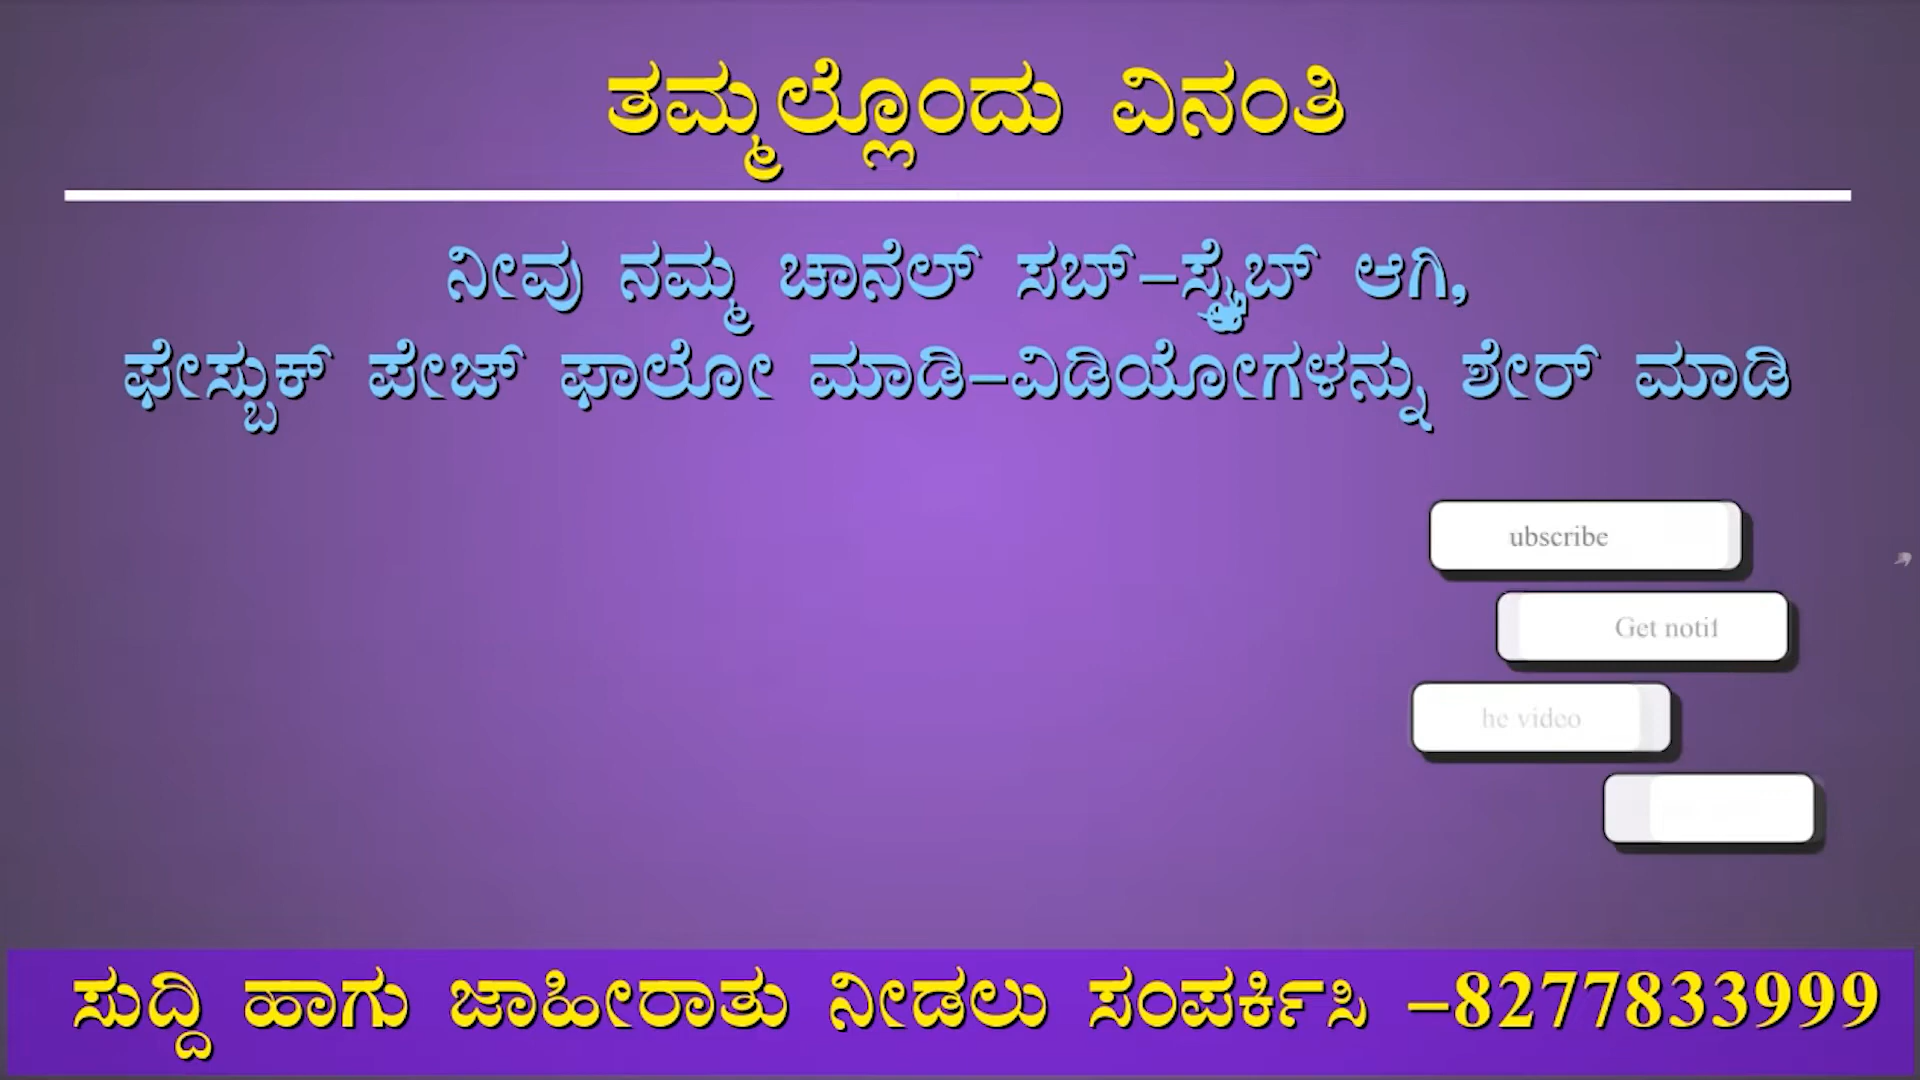 ತಮ್ಮಲ್ಲೊಂದು ವಿನಂತಿ
ನೀವು ನಮ್ಮ ಚಾನೆಲ್ ಸಬ್-ಸ್ಕ್ರೈಬ್ ಆಗಿ,
ಫೇಸ್ಬುಕ್ ಪೇಜ್ ಫಾಲೋ ಮಾಡಿ-ವಿಡಿಯೋಗಳನ್ನು ಶೇರ್ ಮಾಡಿ
ubscribe
Get notif
he video
ಸುದ್ದಿ ಹಾಗು ಜಾಹೀರಾತು ನೀಡಲು ಸಂಪರ್ಕಿಸಿ -8277833999